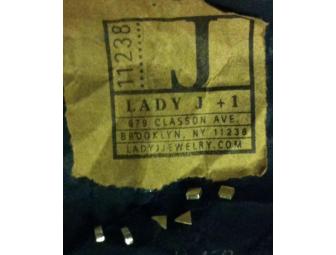 11238
J
LADY J +1
679 CLASSON AVE.
BROOKLYN, NY 11238
LADYJJEWELRY.COM